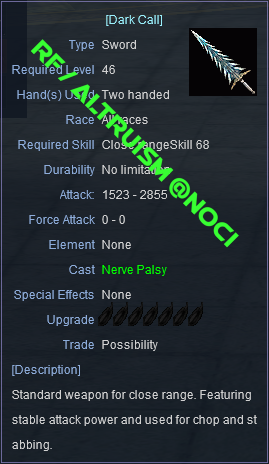 [Dark Call]
Type Sword
Required Level 46
Hand(s) Used Two handed
Race All races
Required Skill CloseRangeSkill 68
Durability No limitation
Attack: 1523 - 2855
Force Attack 0 - 0
Element None
Cast Nerve Palsy
Special Effects None
Upgrade
Trade Possibility
[Description]
Standard weapon for close range. Featuring
stable attack power and used for chop and st
abbing.
RF / ALTRUISM @NOCI